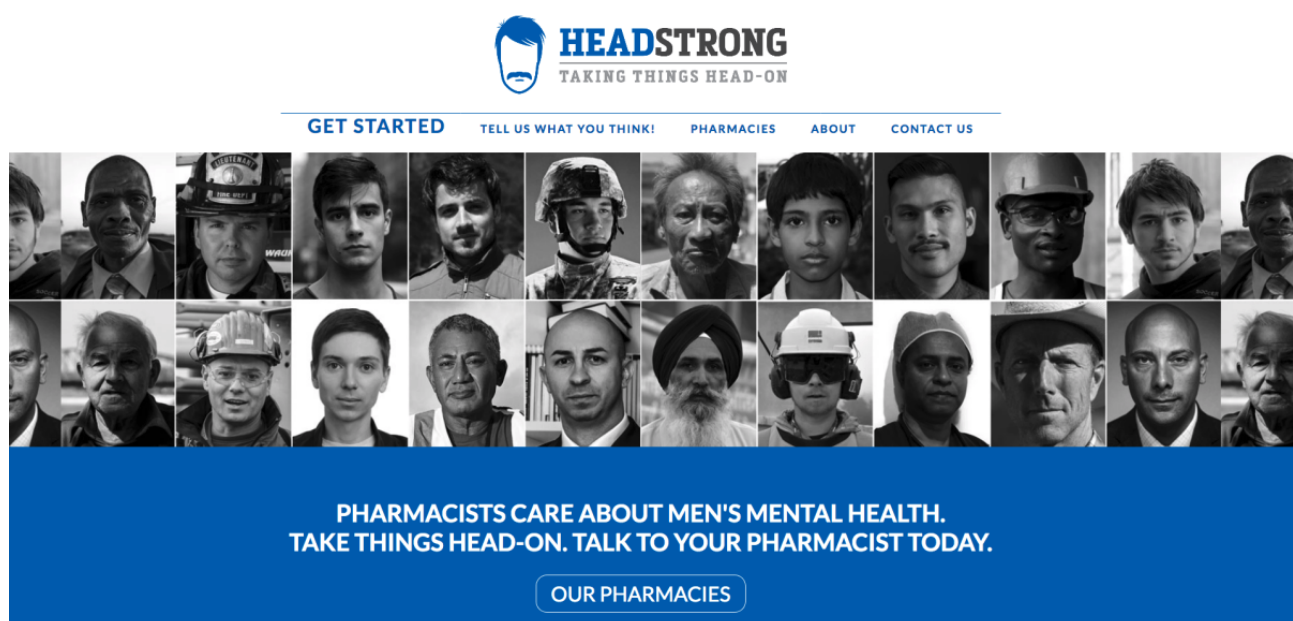 HEADSTRONG
TAKING THINGS HEAD-ON
GET STARTED TELL US WHAT YOU THINK! PHARMACIES ABOUT CONTACT US
LIEUTENANT
PHARMACISTS CARE ABOUT MEN'S MENTAL HEALTH.
TAKE THINGS HEAD-ON. TALK TO YOUR PHARMACIST TODAY.
OUR PHARMACIES